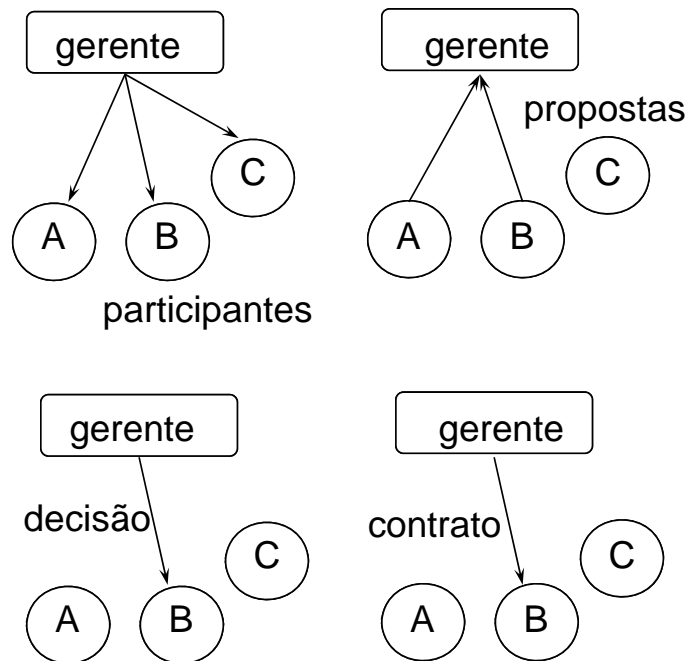 gerente
C
A
B
participantes
gerente
propostas
C
A
B
gerente
decisão
C
A
B
gerente
contrato
C
A
B